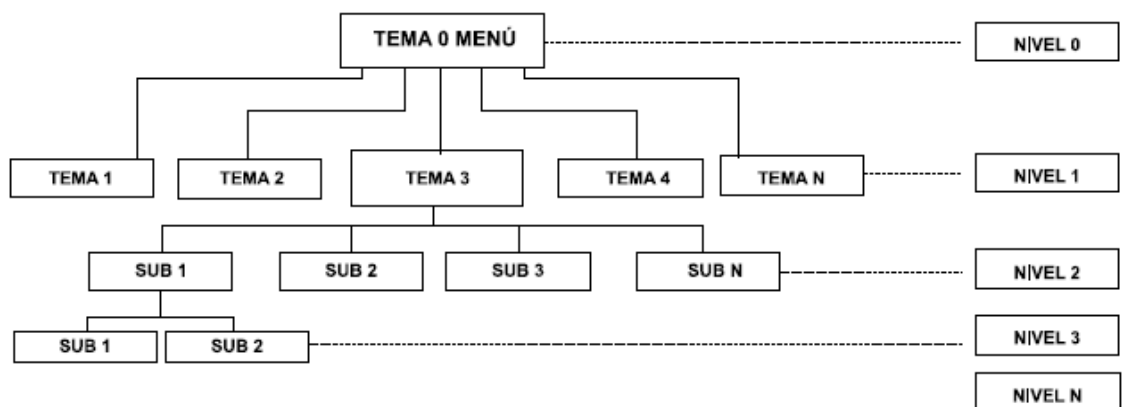 TEMA 0 MENÚ
NIVEL 0
TEMA 1
TEMA 2
TEMA 3
TEMA 4
TEMA N
NIVEL 1
SUB 1
SUB 2
SUB 3
SUB N
NIVEL 2
SUB 1
SUB 2
NIVEL 3
NIVEL N